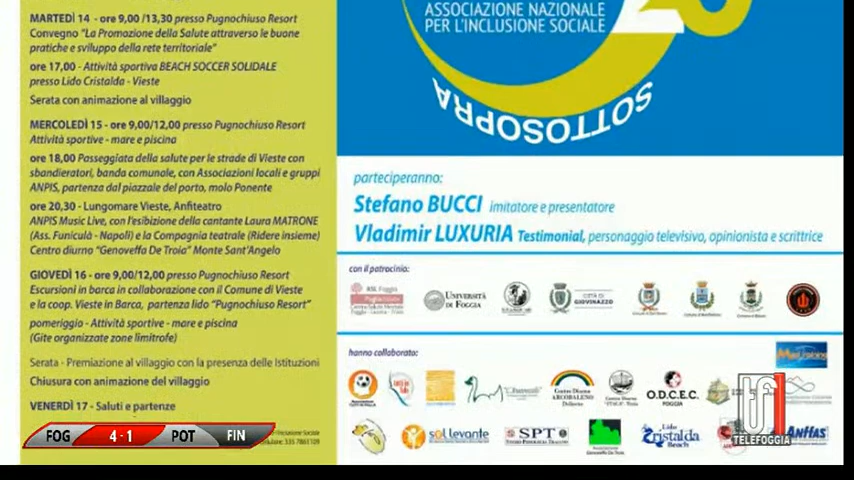 MARTEDÌ 14 - ore 9,00 /13,30 presso Pugnochiuso Resort
Convegno "La Promozione della Salute attraverso le buone
pratiche e sviluppo della rete territoriale"
ore 17,00 - Attività sportiva BEACH SOCCER SOLIDALE
presso Lido Cristalda - Vieste
Serata con animazione al villaggio
MERCOLEDÌ 15 - ore 9,00/12,00 presso Pugnochiuso Resort
Attività sportive - mare e piscina
ore 18,00 Passeggiata della salute per le strade di Vieste con
sbandieratori, banda comunale, con Associazioni locali e gruppi
ANPIS, partenza dal piazzale del porto, molo Ponente
ore 20,30 - Lungomare Vieste, Anfiteatro
ANPIS Music Live, con l'esibizione della cantante Laura MATRONE
(Ass. Funiculà - Napoli) e la Compagnia teatrale (Ridere insieme)
Centro diurno "Genoveffa De Troia" Monte Sant'Angelo
GIOVEDÌ 16 - ore 9,00/12,00 presso Pugnochiuso Resort
Escursioni in barca in collaborazione con il Comune di Vieste
e la coop. Vieste in Barca, partenza lido "Pugnochiuso Resort"
pomeriggio - Attività sportive - mare e piscina
(Gite organizzate zone limitrofe)
Serata - Premiazione al villaggio con la presenza delle Istituzioni
Chiusura con animazione del villaggio
VENERDÌ 17 - Saluti e partenze
ASSOCIAZIONE NAZIONALE
PER L'INCLUSIONE SOCIALE
SOTTOSOPRA
parteciperanno:
Stefano BUCCI imitatore e presentatore
Vladimir LUXURIA Testimonial, personaggio televisivo, opinionista e scrittrice
con il patrocinio:
UNIVERSITÀ
DI FOGGIA
CITTÀ DI
GIOVINAZZO
hanno collaborato:
Centro Diurno
ARCOBALENO
O.D.C.E.C.
FOGGIA
sollevante
SPT
Lido
Cristalda
Beach
Anffas
FOG 4 - 1 POT FIN
TELEFOGGIA